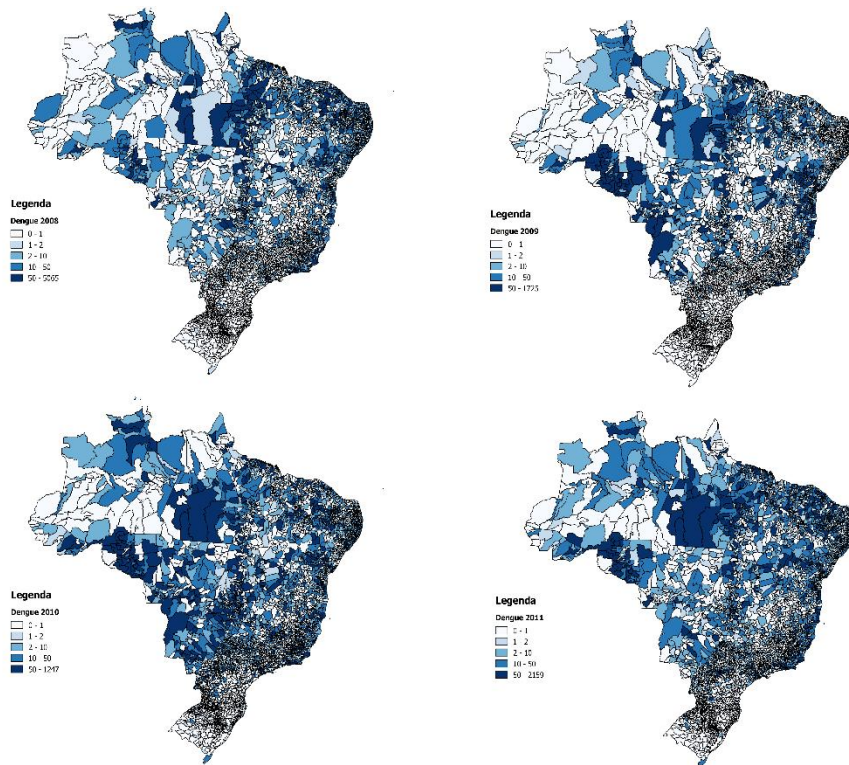 Legenda
Dengue 2008
0 - 1
1 - 2
2 - 10
10 - 50
50 - 5065
Legenda
Dengue 2009
0 - 1
1 - 2
2 - 10
10 - 50
50 - 1725
Legenda
Dengue 2010
0 - 1
1 - 2
2 - 10
10 - 50
50 - 1247
Legenda
Dengue 2011
0 - 1
1 - 2
2 - 10
10 - 50
50 2159